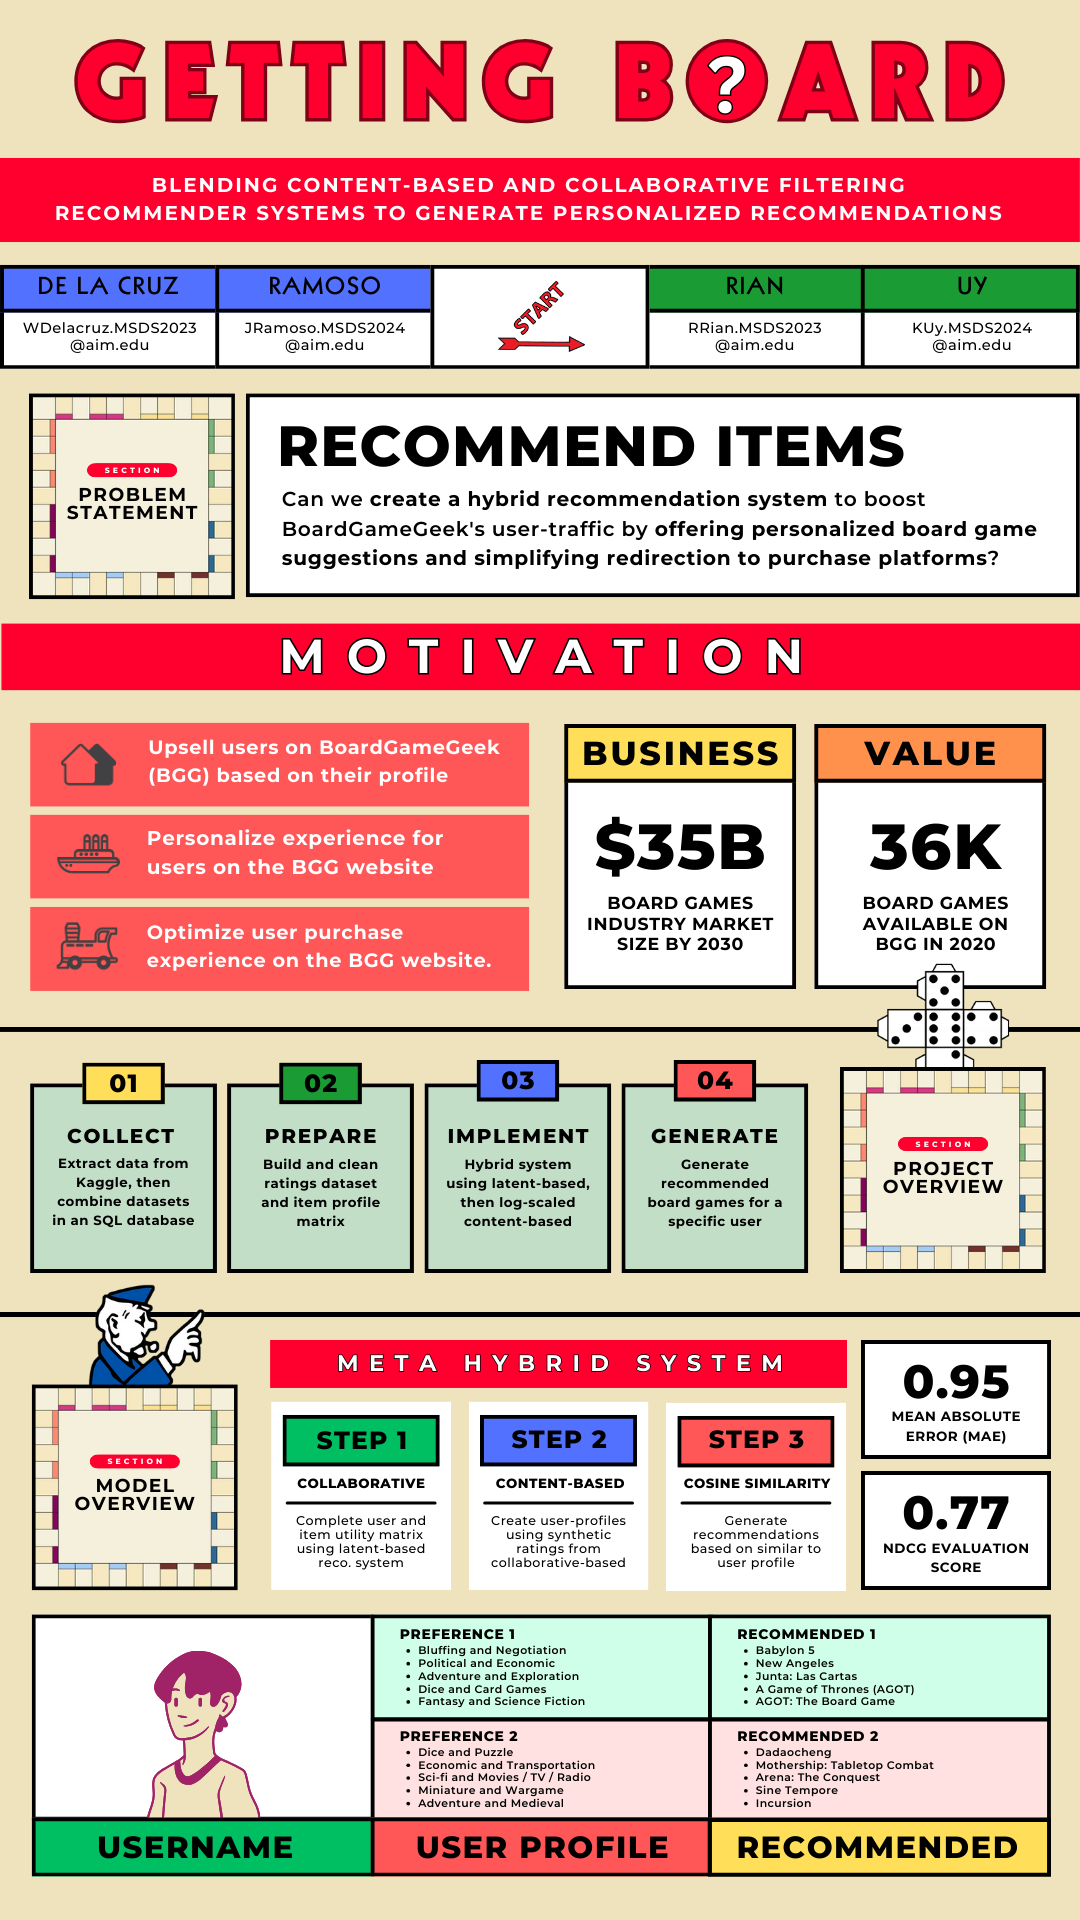 GETTING BOARD
?
BLENDING CONTENT-BASED AND COLLABORATIVE FILTERING
RECOMMENDER SYSTEMS TO GENERATE PERSONALIZED RECOMMENDATIONS
DE LA CRUZ
WDelacruz.MSDS2023
@aim.edu
RAMOSO
JRamoso.MSDS2024
@aim.edu
START
RIAN
RRian.MSDS2023
@aim.edu
UY
KUy.MSDS2024
@aim.edu
SECTION
PROBLEM
STATEMENT
RECOMMEND ITEMS
Can we create a hybrid recommendation system to boost
BoardGameGeek's user-traffic by offering personalized board game
suggestions and simplifying redirection to purchase platforms?
MOTIVATION
Upsell users on BoardGameGeek
(BGG) based on their profile
Personalize experience for
users on the BGG website
Optimize user purchase
experience on the BGG website.
BUSINESS
$35B
BOARD GAMES
INDUSTRY MARKET
SIZE BY 2030
VALUE
36K
BOARD GAMES
AVAILABLE ON
BGG IN 2020
01
COLLECT
Extract data from
Kaggle, then
combine datasets
in an SQL database
02
PREPARE
Build and clean
ratings dataset
and item profile
matrix
03
IMPLEMENT
Hybrid system
using latent-based,
then log-scaled
content-based
04
GENERATE
Generate
recommended
board games for a
specific user
SECTION
PROJECT
OVERVIEW
SECTION
MODEL
OVERVIEW
META HYBRID SYSTEM
STEP 1
COLLABORATIVE
Complete user and
item utility matrix
using latent-based
reco. system
STEP 2
CONTENT-BASED
Create user-profiles
using synthetic
ratings from
collaborative-based
STEP 3
COSINE SIMILARITY
Generate
recommendations
based on similar to
user profile
0.95
MEAN ABSOLUTE
ERROR (MAE)
0.77
NDCG EVALUATION
SCORE
PREFERENCE 1
• Bluffing and Negotiation
• Political and Economic
• Adventure and Exploration
• Dice and Card Games
• Fantasy and Science Fiction
RECOMMENDED 1
• Babylon 5
• New Angeles
• Junta: Las Cartas
• A Game of Thrones (AGOT)
• AGOT: The Board Game
PREFERENCE 2
• Dice and Puzzle
• Economic and Transportation
• Sci-fi and Movies / TV / Radio
• Miniature and Wargame
• Adventure and Medieval
RECOMMENDED 2
• Dadaocheng
• Mothership: Tabletop Combat
• Arena: The Conquest
• Sine Tempore
• Incursion
USERNAME
USER PROFILE
RECOMMENDED